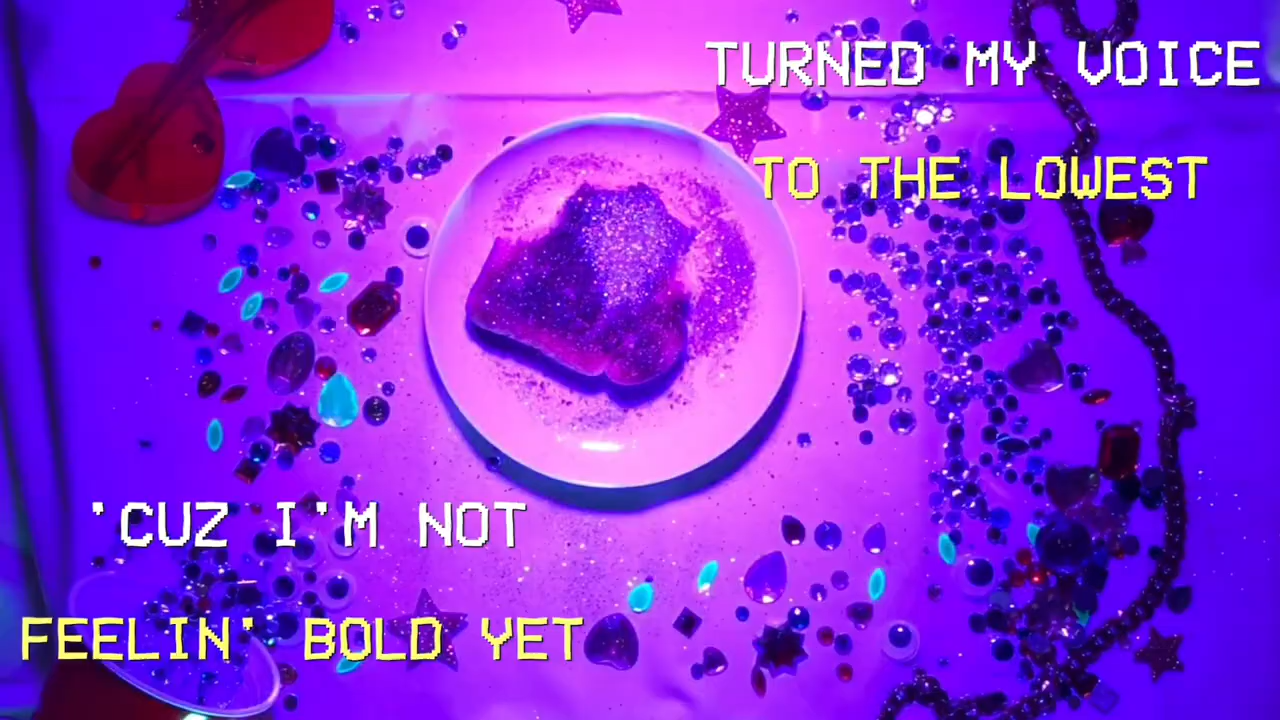 TURNED MY VOICE
TO THE LOWEST
'CUZ I'M NOT
FEELIN' BOLD YET